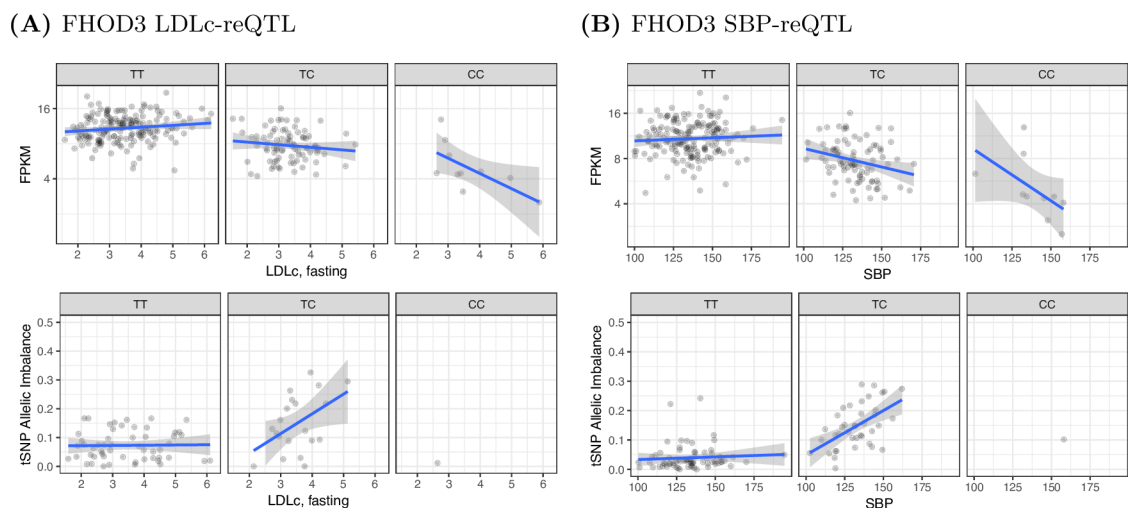 (A) FHOD3 LDLc-reQTL
TT TC CC
16
4
FPKM
2 3 4 5 6 1 2 3 4 5 6 1 2 3 4 5 6
LDLc, fasting
TT TC CC
0.5
0.4
0.3
0.2
0.1
0.0
tSNP Allelic Imbalance
2 3 4 5 6 1 2 3 4 5 6 1 2 3 4 5 6
LDLc, fasting
(B) FHOD3 SBP-reQTL
TT TC CC
16
8
4
FPKM
100 125 150 175 100 125 150 175 100 125 150 175
SBP
TT TC CC
0.5
0.4
0.3
0.2
0.1
0.0
tSNP Allelic Imbalance
100 125 150 175 100 125 150 175 100 125 150 175
SBP